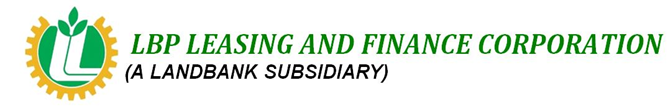 LBP LEASING AND FINANCE CORPORATION
(A LANDBANK SUBSIDIARY)